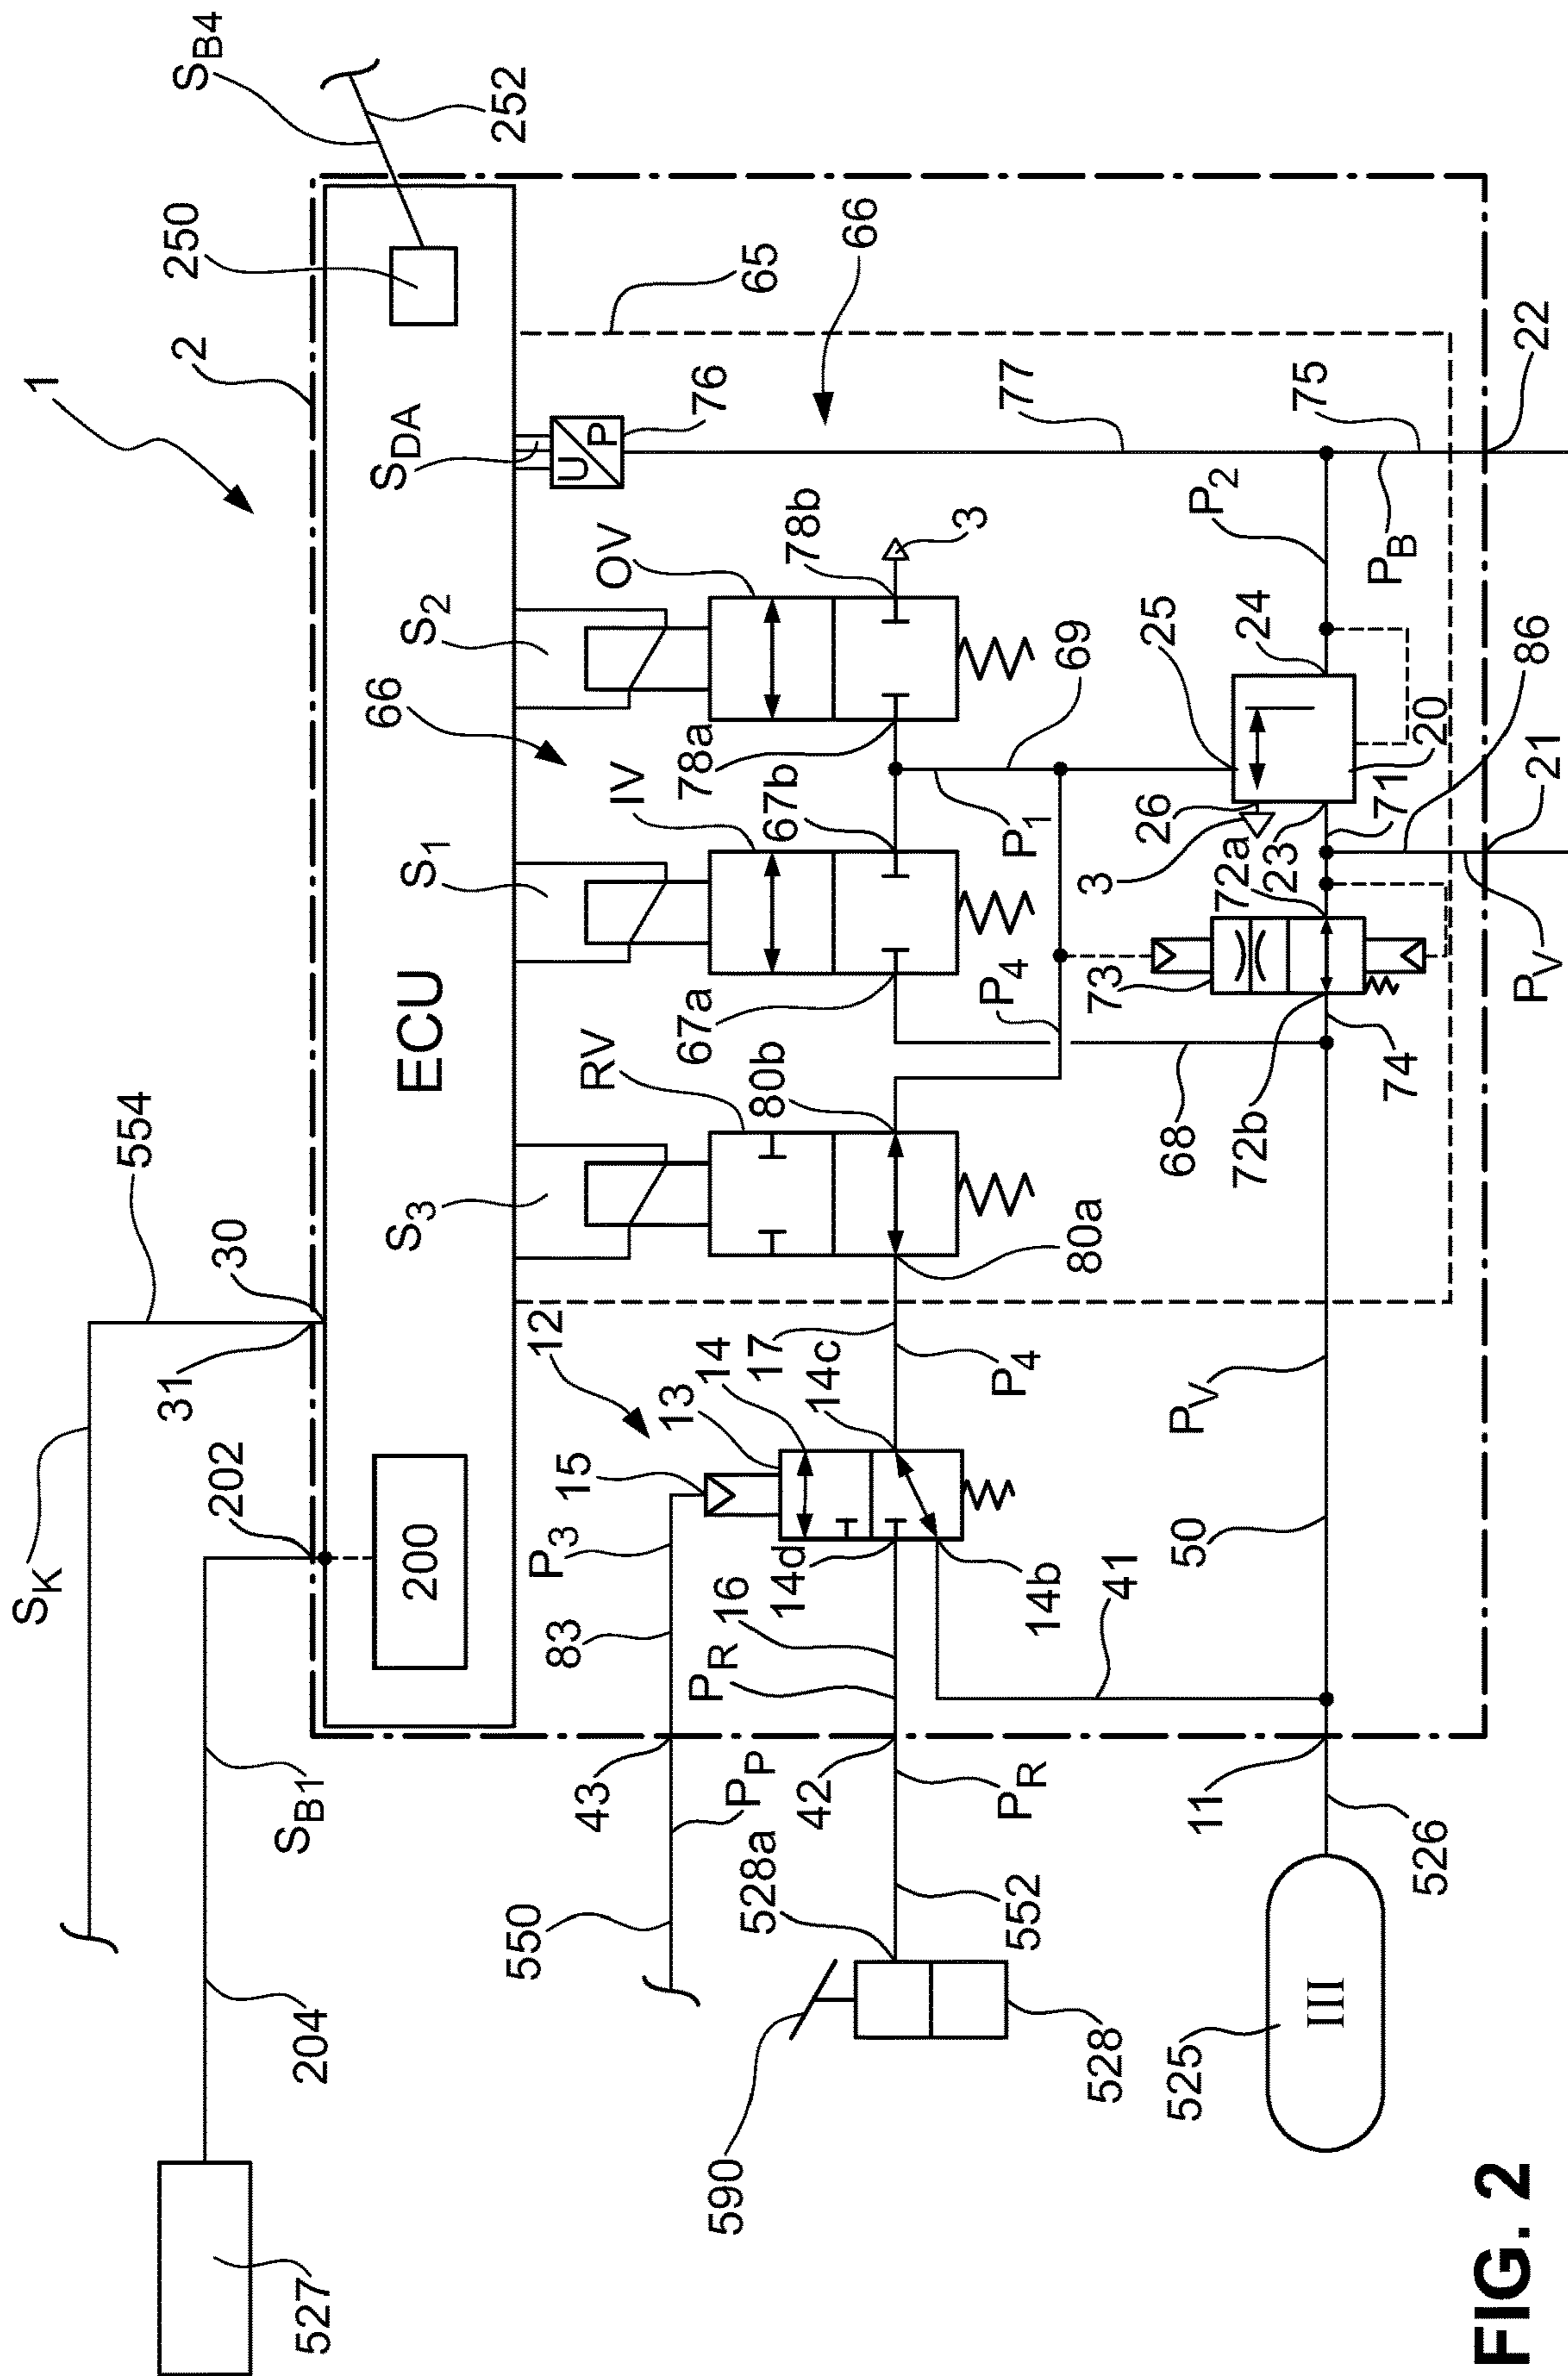 1
2
250
S_B4
252
554
30
31
S_K
202
204
S_B1
527
200
ECU
S_DA
S_3
S_1
S_2
66
65
66
RV
IV
OV
U
P
76
77
80b
80a
67a
67b
78a
78b
3
12
13
14
15
14c
14d
14b
17
P_4
P_3
83
16
P_R
41
43
P_P
550
42
P_R
552
528a
528
590
11
526
525
III
50
P_V
P_4
P_1
69
68
25
24
26
3
23
20
71
72a
72b
73
74
P_2
P_B
75
22
86
21
P_V
FIG. 2